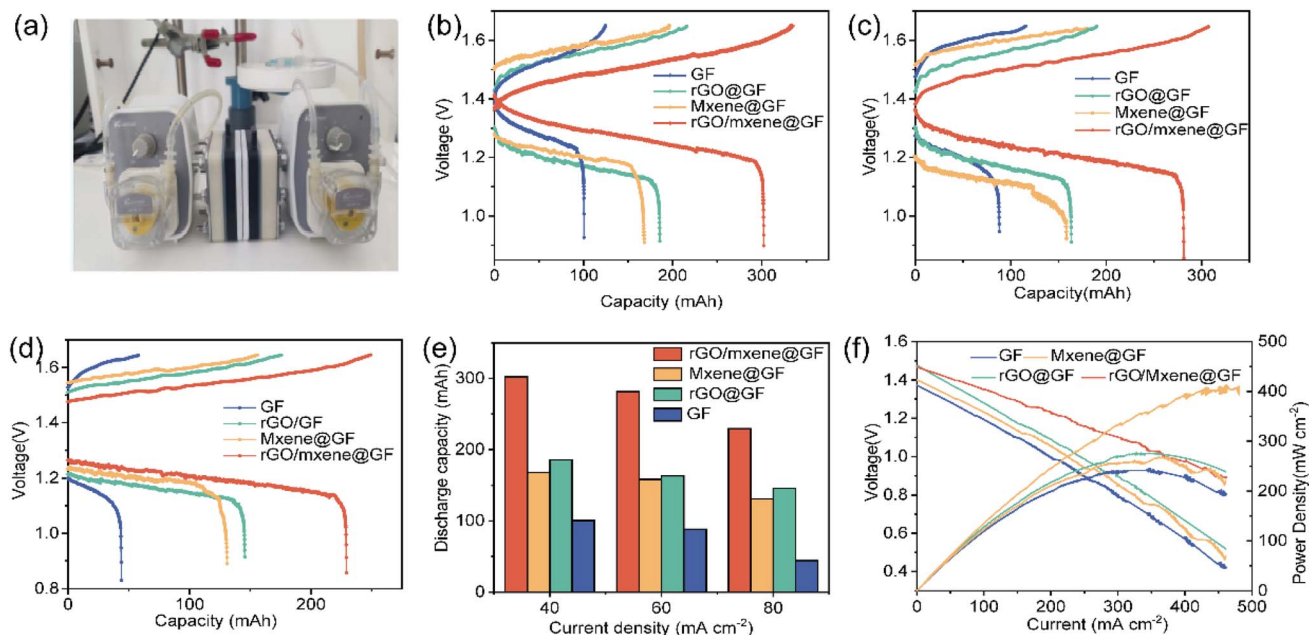 (a)
(b)
1.6
1.4
1.2
1.0
0
100
200
300
Voltage (V)
Capacity (mAh)
GF
rGO@GF
Mxene@GF
rGO/mxene@GF
(c)
1.6
1.4
1.2
1.0
0
100
200
300
Voltage(V)
Capacity(mAh)
GF
rGO@GF
Mxene@GF
rGO/mxene@GF
(d)
1.6
1.4
1.2
1.0
0.8
0
100
200
Voltage(V)
Capacity (mAh)
GF
rGO/GF
Mxene@GF
rGO/mxene@GF
(e)
300
200
100
0
40
60
80
Discharge capacity (mAh)
Current density (mA cm⁻²)
rGO/mxene@GF
Mxene@GF
rGO@GF
GF
(f)
1.6
1.4
1.2
1.0
0.8
0.6
0.4
0
100
200
300
400
500
500
450
400
350
300
250
200
150
100
50
0
Voltage(V)
Power Density(mW cm⁻²)
Current (mA cm⁻²)
GF
Mxene@GF
rGO@GF
rGO/Mxene@GF